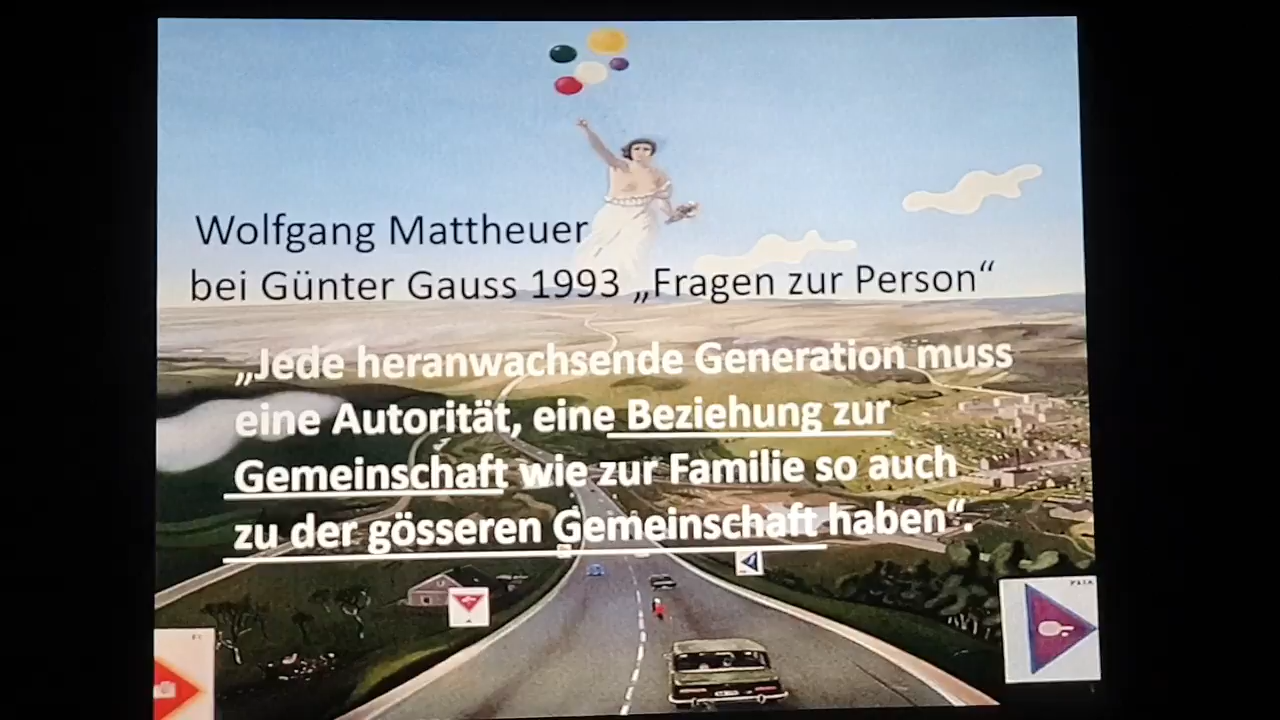 Wolfgang Mattheuer
bei Günter Gauss 1993 „Fragen zur Person“
„Jede heranwachsende Generation muss
eine Autorität, eine Beziehung zur
Gemeinschaft wie zur Familie so auch
zu der gösseren Gemeinschaft haben“.